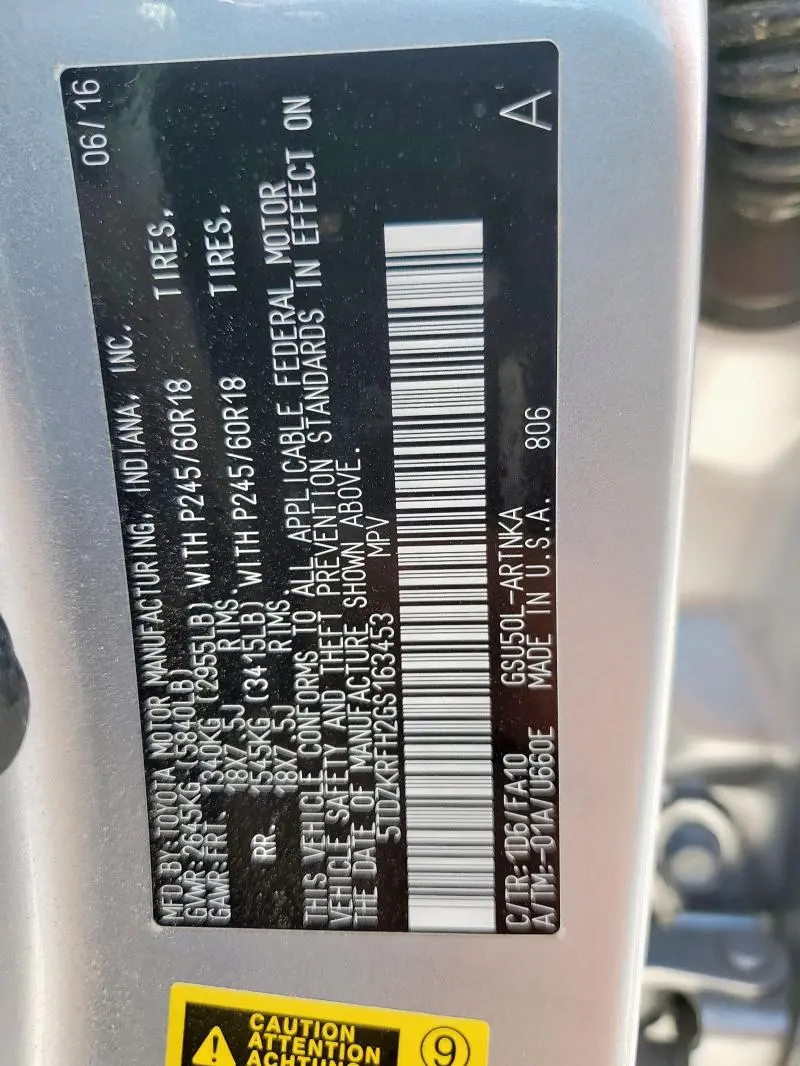 06/16
MFD BY:TOYOTA MOTOR MANUFACTURING, INDIANA, INC.
GVWR:2645KG (5840LB)
GAWR:FRT. 1340KG (2955LB) WITH P245/60R18 TIRES,
18X7.5J RIMS.
RR. 1545KG (3415LB) WITH P245/60R18 TIRES,
18X7.5J RIMS.
THIS VEHICLE CONFORMS TO ALL APPLICABLE FEDERAL MOTOR
VEHICLE SAFETY AND THEFT PREVENTION STANDARDS IN EFFECT ON
THE DATE OF MANUFACTURE SHOWN ABOVE.
5TDZKRFH2GS163453 MPV
C/TR:1D6/FA10 GSU50L-ARTNKA
A/TM:-01A/U660E MADE IN U.S.A. 806 A
CAUTION
ATTENTION
ACHTUNG
9